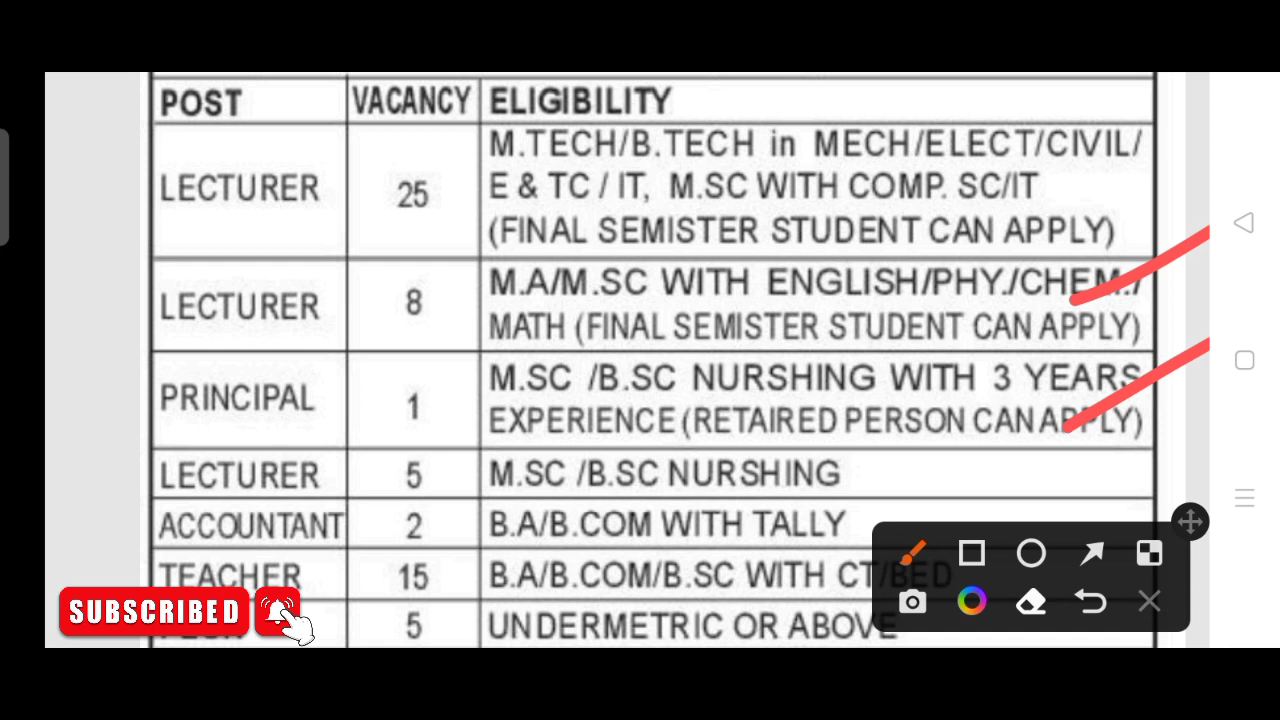 POST VACANCY ELIGIBILITY
LECTURER 25 M.TECH/B.TECH in MECH/ELECT/CIVIL/
E & TC / IT, M.SC WITH COMP. SC/IT
(FINAL SEMISTER STUDENT CAN APPLY)
LECTURER 8 M.A/M.SC WITH ENGLISH/PHY./CHEM./
MATH (FINAL SEMISTER STUDENT CAN APPLY)
PRINCIPAL 1 M.SC /B.SC NURSHING WITH 3 YEARS
EXPERIENCE (RETAIRED PERSON CAN APPLY)
LECTURER 5 M.SC /B.SC NURSHING
ACCOUNTANT 2 B.A/B.COM WITH TALLY
TEACHER 15 B.A/B.COM/B.SC WITH CT/BED
5 UNDERMETRIC OR ABOVE
SUBSCRIBED